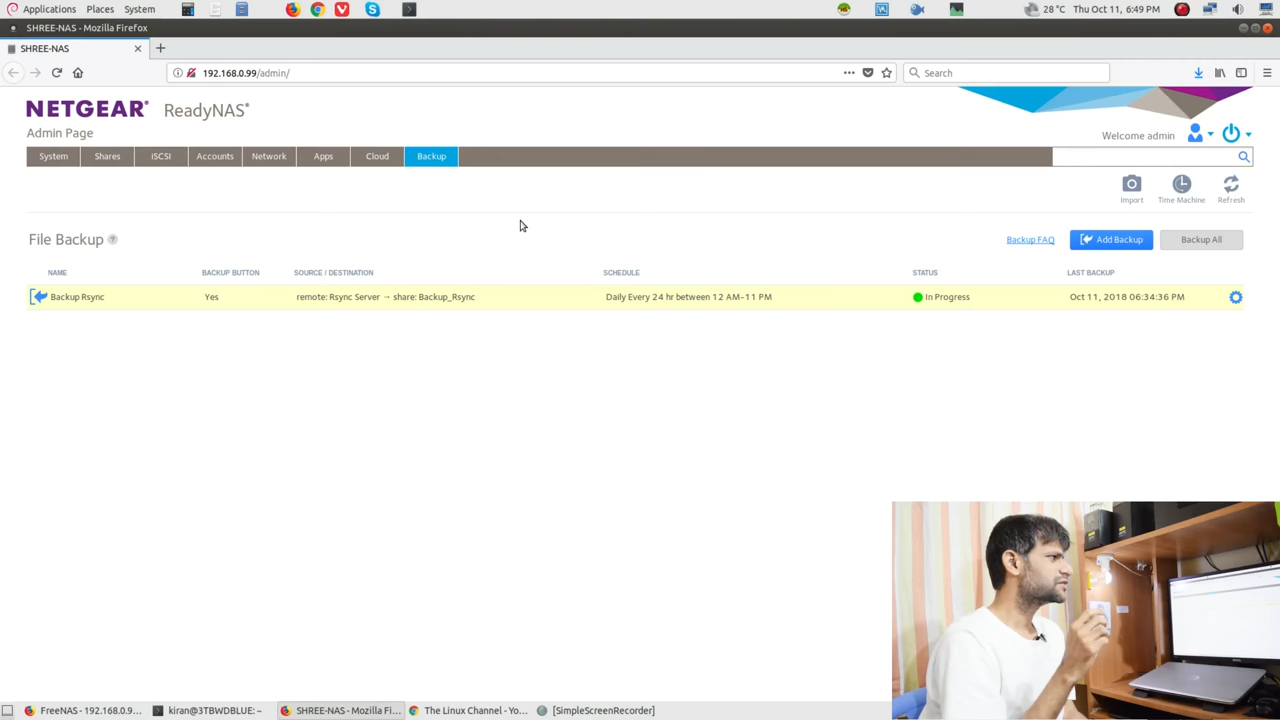 Applications Places System 28 °C Thu Oct 11, 6:49 PM
SHREE-NAS - Mozilla Firefox
SHREE-NAS
192.168.0.99/admin/ Search
NETGEAR® ReadyNAS®
Admin Page
Welcome admin
System Shares iSCSI Accounts Network Apps Cloud Backup
Import Time Machine Refresh
File Backup ? Backup FAQ Add Backup Backup All
NAME BACKUP BUTTON SOURCE / DESTINATION SCHEDULE STATUS LAST BACKUP
Backup Rsync Yes remote: Rsync Server → share: Backup_Rsync Daily Every 24 hr between 12 AM-11 PM In Progress Oct 11, 2018 06:34:36 PM
FreeNAS - 192.168.0.9... kiran@3TBWDBLUE: ~ SHREE-NAS - Mozilla Fi... The Linux Channel - Yo... [SimpleScreenRecorder]